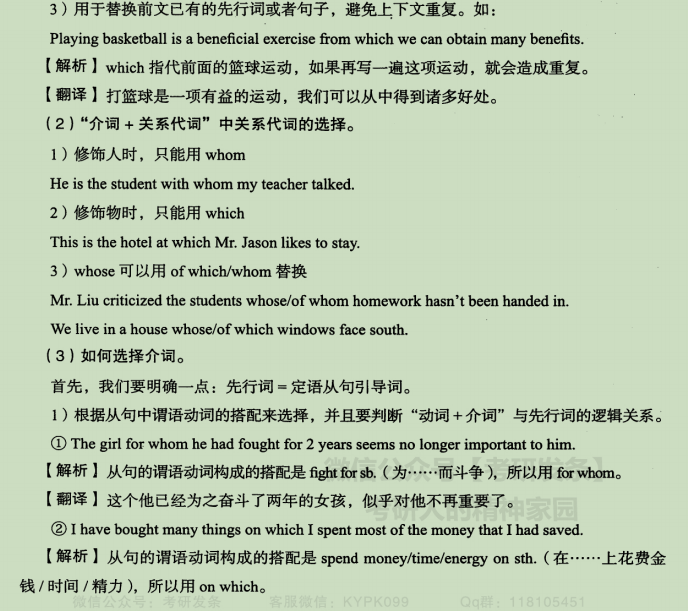 3）用于替换前文已有的先行词或者句子，避免上下文重复。如：
Playing basketball is a beneficial exercise from which we can obtain many benefits.
【解析】which 指代前面的篮球运动，如果再写一遍这项运动，就会造成重复。
【翻译】打篮球是一项有益的运动，我们可以从中得到诸多好处。
（2）“介词 + 关系代词”中关系代词的选择。
1）修饰人时，只能用 whom
He is the student with whom my teacher talked.
2）修饰物时，只能用 which
This is the hotel at which Mr. Jason likes to stay.
3）whose 可以用 of which/whom 替换
Mr. Liu criticized the students whose/of whom homework hasn't been handed in.
We live in a house whose/of which windows face south.
（3）如何选择介词。
首先，我们要明确一点：先行词 = 定语从句引导词。
1）根据从句中谓语动词的搭配来选择，并且要判断“动词 + 介词”与先行词的逻辑关系。
① The girl for whom he had fought for 2 years seems no longer important to him.
【解析】从句的谓语动词构成的搭配是 fight for sb.（为……而斗争），所以用 for whom。
微信公众号【考研发条】
【翻译】这个他已经为之奋斗了两年的女孩，似乎对他不再重要了。
考研人的精神家园
② I have bought many things on which I spent most of the money that I had saved.
【解析】从句的谓语动词构成的搭配是 spend money/time/energy on sth.（在……上花费金
钱 / 时间 / 精力），所以用 on which。
微信公众号：考研发条 客服微信：KYPK099 Qq群：118105451